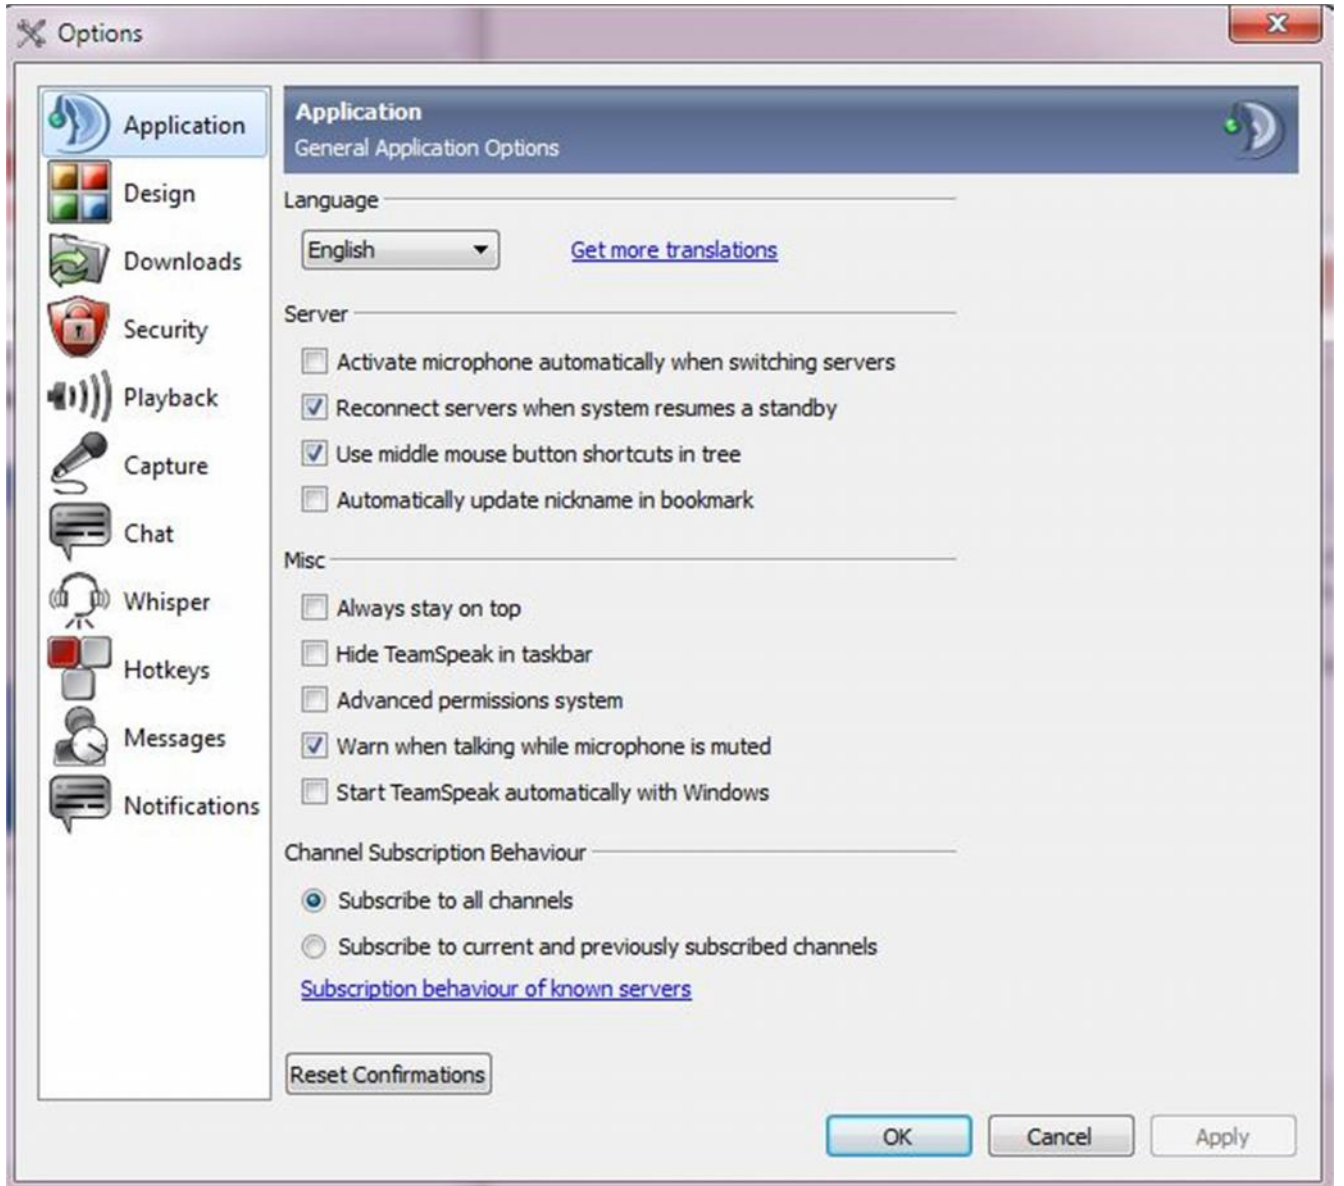 Options
Application
Design
Downloads
Security
Playback
Capture
Chat
Whisper
Hotkeys
Messages
Notifications
Application
General Application Options
Language
English
Get more translations
Server
Activate microphone automatically when switching servers
Reconnect servers when system resumes a standby
Use middle mouse button shortcuts in tree
Automatically update nickname in bookmark
Misc
Always stay on top
Hide TeamSpeak in taskbar
Advanced permissions system
Warn when talking while microphone is muted
Start TeamSpeak automatically with Windows
Channel Subscription Behaviour
Subscribe to all channels
Subscribe to current and previously subscribed channels
Subscription behaviour of known servers
Reset Confirmations
OK
Cancel
Apply